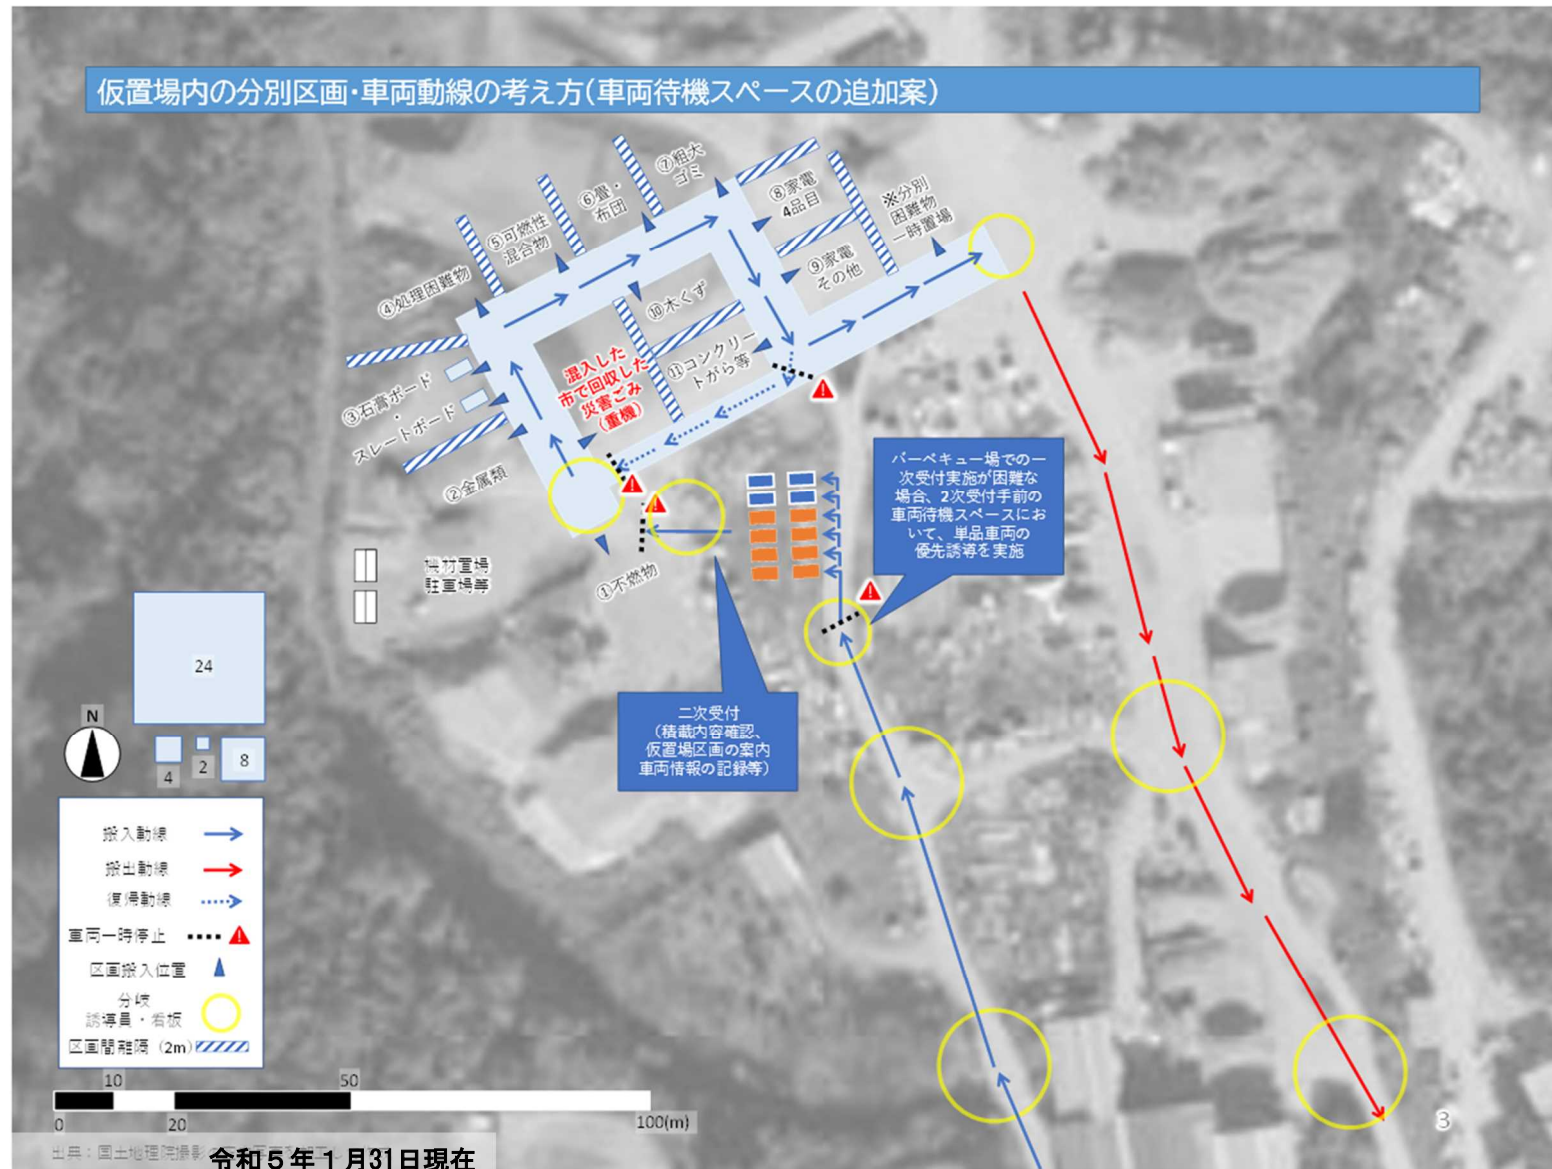 仮置場内の分別区画・車両動線の考え方(車両待機スペースの追加案)
⑦粗大
ゴミ
⑥畳・
布団
⑧家電
4品目
※分別
困難物
一時置場
⑤可燃性
混合物
⑨家電
その他
④処理困難物
⑩木くず
⑪コンクリー
トがら等
混入した
市で回収した
災害ごみ
(重機)
③石膏ボード
・
スレートボード
②金属類
①不燃物
機材置場
駐車場等
バーベキュー場での一
次受付実施が困難な
場合、2次受付手前の
車両待機スペースにお
いて、単品車両の
優先誘導を実施
二次受付
(積載内容確認、
仮置場区画の案内
車両情報の記録等)
24
4
2
8
N
搬入動線
搬出動線
復帰動線
車両一時停止
区画搬入位置
分岐
誘導員・看板
区画間離隔(2m)
10
50
0
20
100(m)
3
出典:国土地理院撮影
令和5年1月31日現在